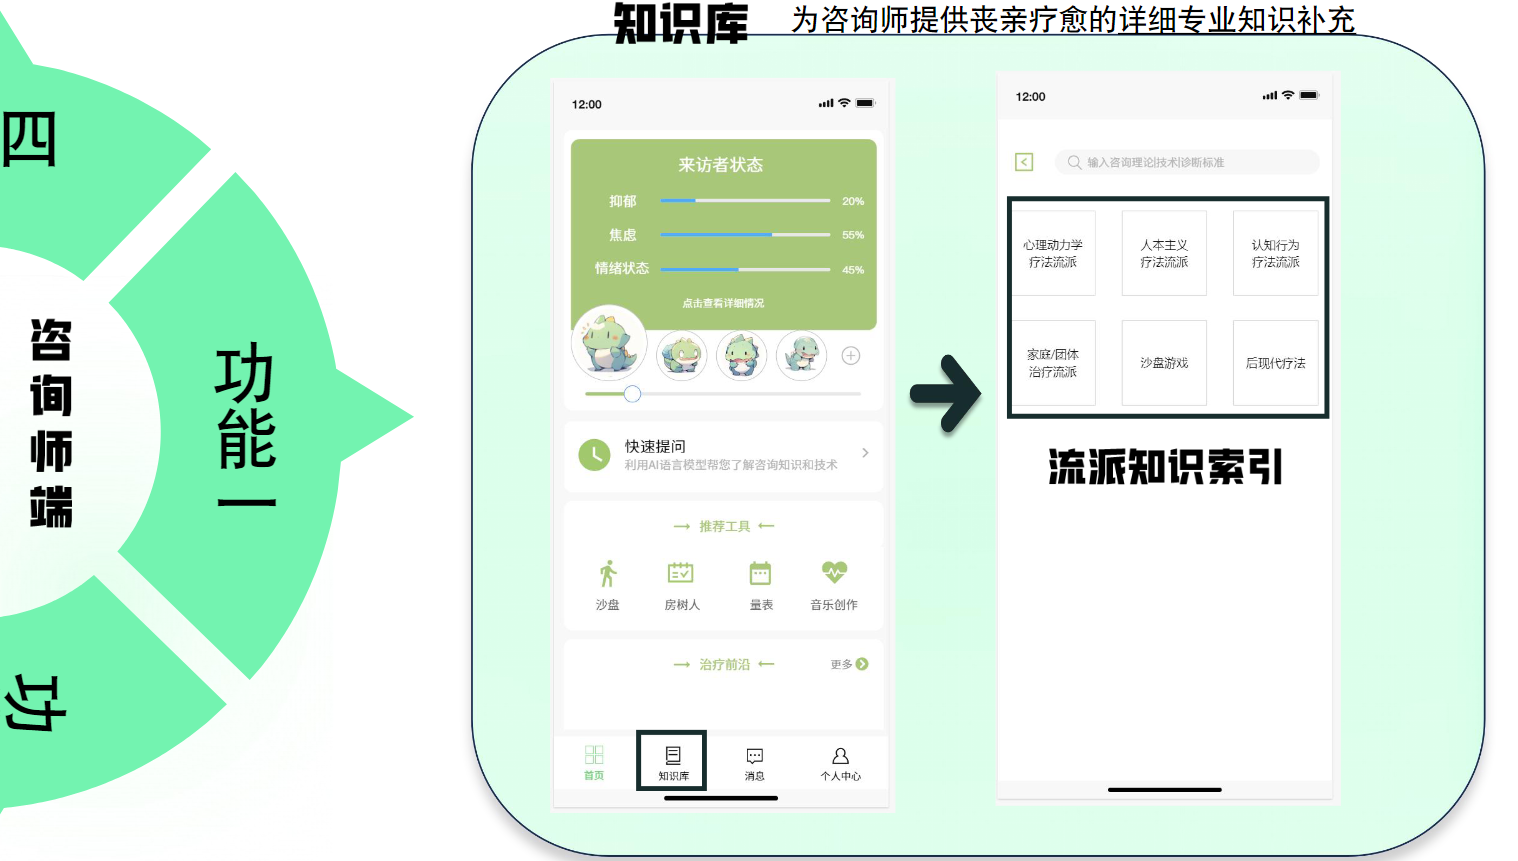 四
咨询师端
功能一
功
知识库
为咨询师提供丧亲疗愈的详细专业知识补充
12:00
来访者状态
抑郁 20%
焦虑 55%
情绪状态 45%
点击查看详细情况
快速提问
利用AI语言模型帮您了解咨询知识和技术
推荐工具
沙盘 房树人 量表 音乐创作
治疗前沿 更多
首页 知识库 消息 个人中心
12:00
输入咨询理论|技术|诊断标准
心理动力学
疗法流派
人本主义
疗法流派
认知行为
疗法流派
家庭/团体
治疗流派
沙盘游戏
后现代疗法
流派知识索引